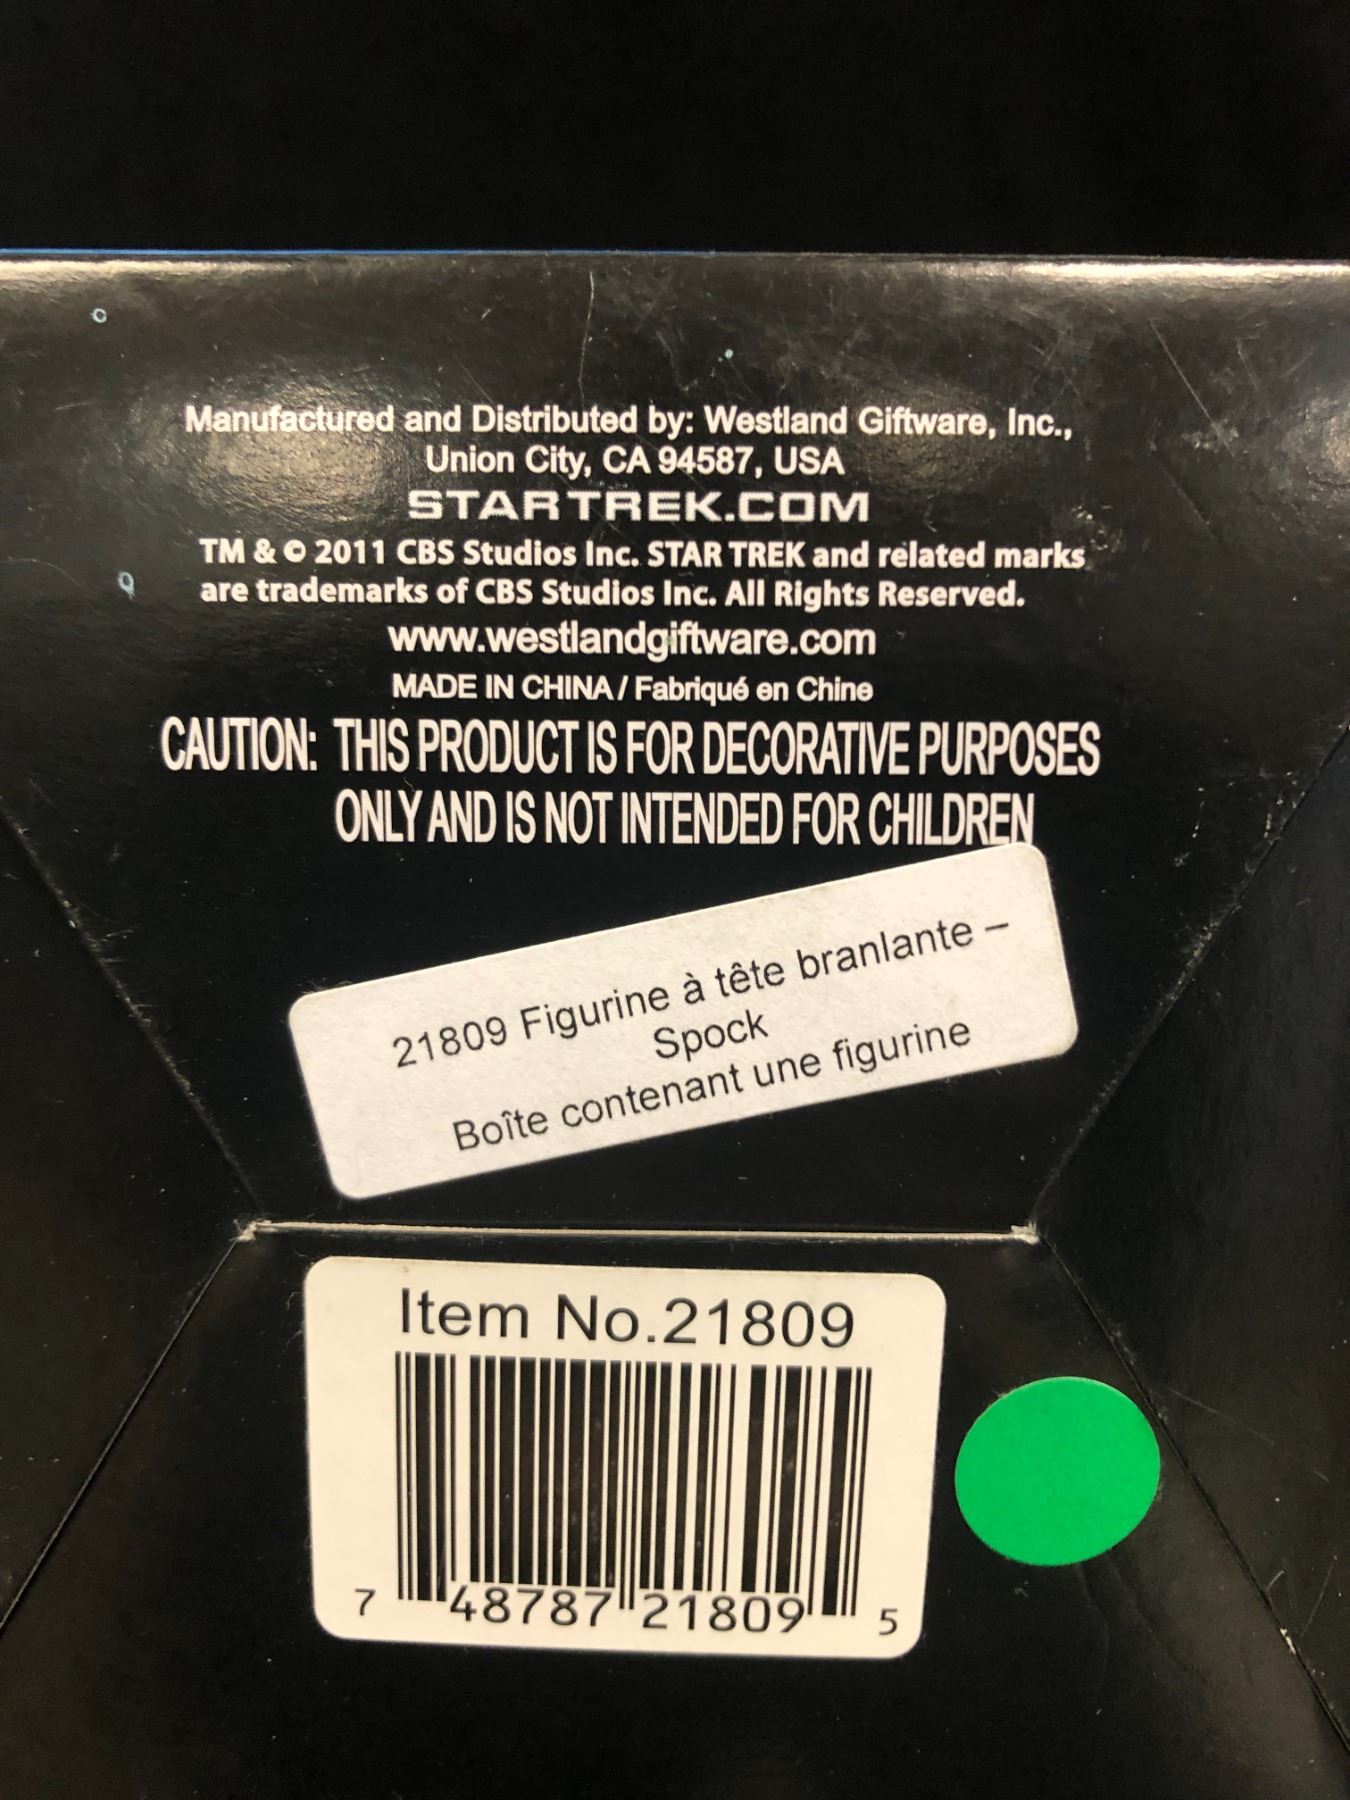 Manufactured and Distributed by: Westland Giftware, Inc.,
Union City, CA 94587, USA
STARTREK.COM
TM & © 2011 CBS Studios Inc. STAR TREK and related marks
are trademarks of CBS Studios Inc. All Rights Reserved.
www.westlandgiftware.com
MADE IN CHINA / Fabriqué en Chine
CAUTION: THIS PRODUCT IS FOR DECORATIVE PURPOSES
ONLY AND IS NOT INTENDED FOR CHILDREN
21809 Figurine à tête branlante –
Spock
Boîte contenant une figurine
Item No.21809
7 48787 21809 5